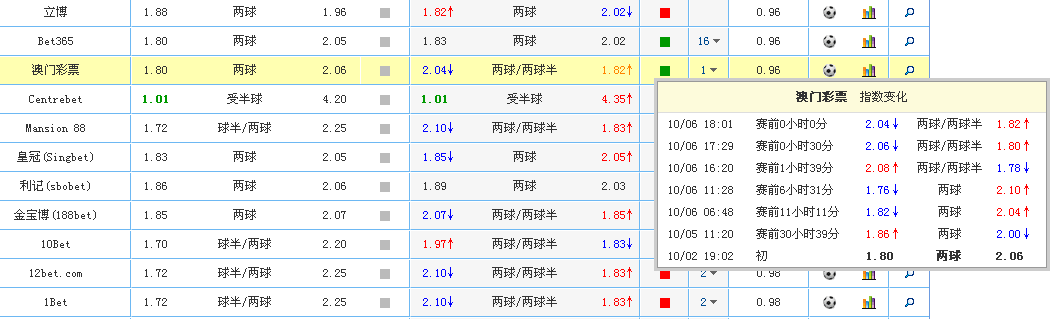 立博 1.88 两球 1.96 1.82↑ 两球 2.02↓ 0.96
Bet365 1.80 两球 2.05 1.83 两球 2.02 16 0.96
澳门彩票 1.80 两球 2.06 2.04↓ 两球/两球半 1.82↑ 1 0.96
Centrebet 1.01 受半球 4.20 1.01 受半球 4.35↑
Mansion 88 1.72 球半/两球 2.25 2.10↓ 两球/两球半 1.83↑
皇冠(Singbet) 1.83 两球 2.05 1.85↓ 两球 2.05↑
利记(sbobet) 1.86 两球 2.06 1.89 两球 2.03
金宝博(188bet) 1.85 两球 2.07 2.07↓ 两球/两球半 1.85↑
10Bet 1.70 球半/两球 2.20 1.97↑ 球半/两球 1.83↓
12bet.com 1.72 球半/两球 2.25 2.10↓ 两球/两球半 1.83↑ 2 0.98
1Bet 1.72 球半/两球 2.25 2.10↓ 两球/两球半 1.83↑ 2 0.98
澳门彩票 指数变化
10/06 18:01 赛前0小时0分 2.04↓ 两球/两球半 1.82↑
10/06 17:29 赛前0小时30分 2.06↓ 两球/两球半 1.80↑
10/06 16:20 赛前1小时39分 2.08↑ 两球/两球半 1.78↓
10/06 11:28 赛前6小时31分 1.76↓ 两球 2.10↑
10/06 06:48 赛前11小时11分 1.82↓ 两球 2.04↑
10/05 11:20 赛前30小时39分 1.86↑ 两球 2.00↓
10/02 19:02 初 1.80 两球 2.06